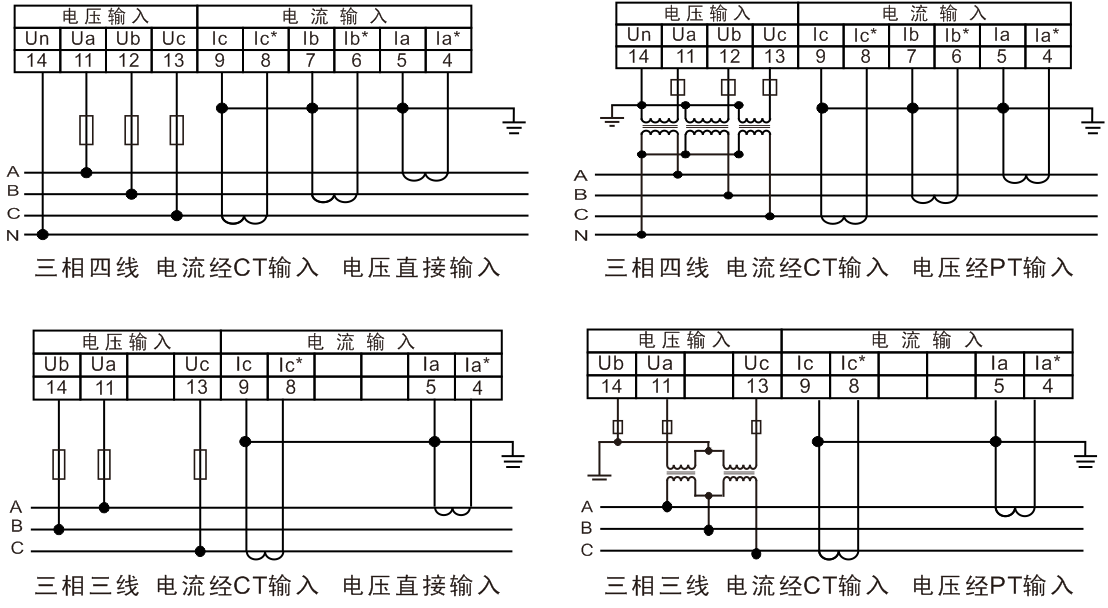 电压输入 电流输入
Un Ua Ub Uc Ic Ic* Ib Ib* Ia Ia*
14 11 12 13 9 8 7 6 5 4
A
B
C
N
三相四线 电流经CT输入 电压直接输入
电压输入 电流输入
Un Ua Ub Uc Ic Ic* Ib Ib* Ia Ia*
14 11 12 13 9 8 7 6 5 4
A
B
C
N
三相四线 电流经CT输入 电压经PT输入
电压输入 电流输入
Ub Ua Uc Ic Ic* Ia Ia*
14 11 13 9 8 5 4
A
B
C
三相三线 电流经CT输入 电压直接输入
电压输入 电流输入
Ub Ua Uc Ic Ic* Ia Ia*
14 11 13 9 8 5 4
A
B
C
三相三线 电流经CT输入 电压经PT输入